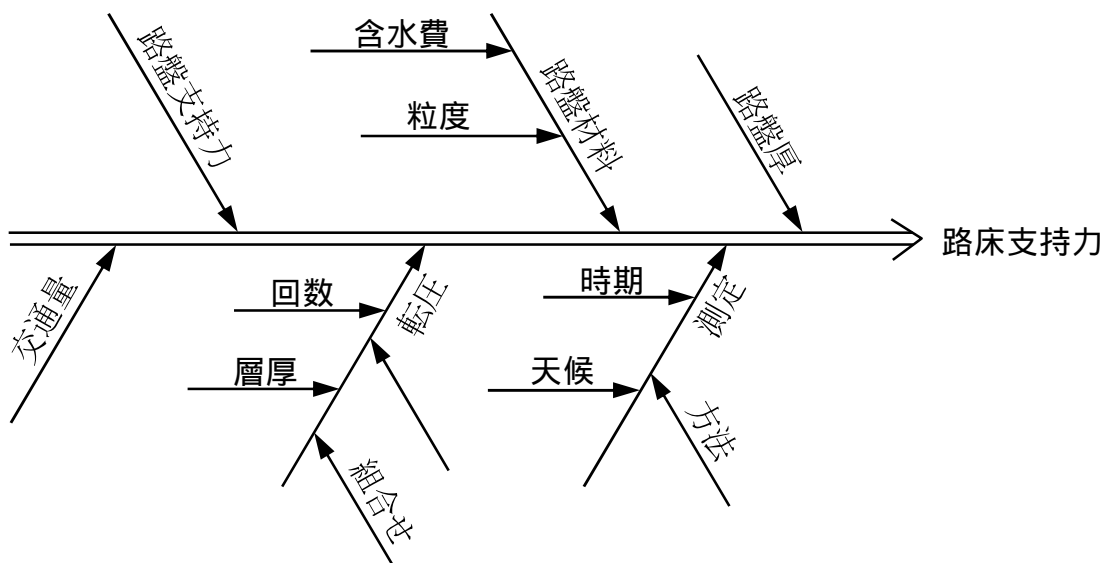 含水費
路盤支持力
路盤材料
粒度
路盤厚
路床支持力
交通量
回数
転圧
時期
測定
層厚
天候
方法
組合せ